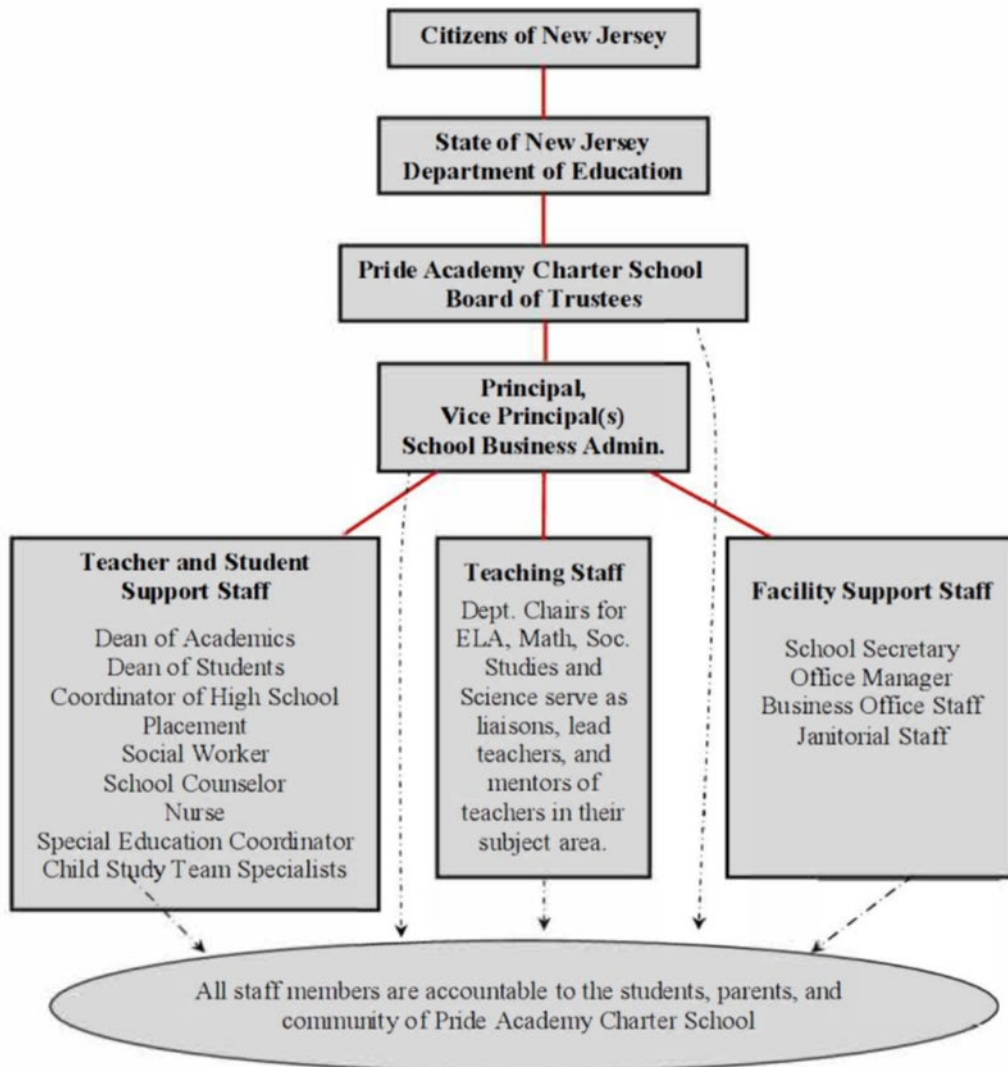 Citizens of New Jersey
State of New Jersey
Department of Education
Pride Academy Charter School
Board of Trustees
Principal,
Vice Principal(s)
School Business Admin.
Teacher and Student
Support Staff
Dean of Academics
Dean of Students
Coordinator of High School
Placement
Social Worker
School Counselor
Nurse
Special Education Coordinator
Child Study Team Specialists
Teaching Staff
Dept. Chairs for
ELA, Math, Soc.
Studies and
Science serve as
liaisons, lead
teachers, and
mentors of
teachers in their
subject area.
Facility Support Staff
School Secretary
Office Manager
Business Office Staff
Janitorial Staff
All staff members are accountable to the students, parents, and
community of Pride Academy Charter School